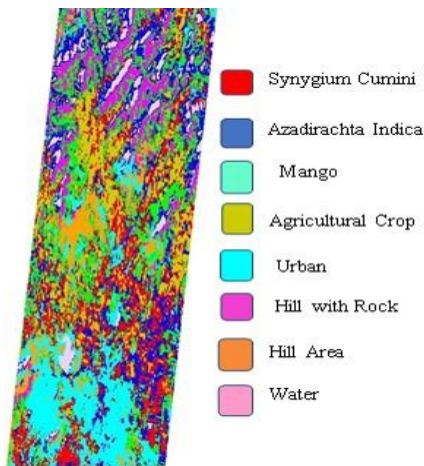 Synygium Cumini
Azadirachta Indica
Mango
Agricultural Crop
Urban
Hill with Rock
Hill Area
Water